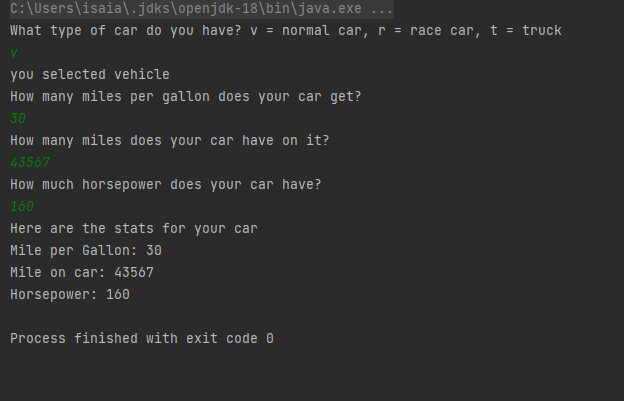 C:\Users\isaia\.jdks\openjdk-18\bin\java.exe ...
What type of car do you have? v = normal car, r = race car, t = truck
v
you selected vehicle
How many miles per gallon does your car get?
30
How many miles does your car have on it?
43567
How much horsepower does your car have?
160
Here are the stats for your car
Mile per Gallon: 30
Mile on car: 43567
Horsepower: 160
Process finished with exit code 0